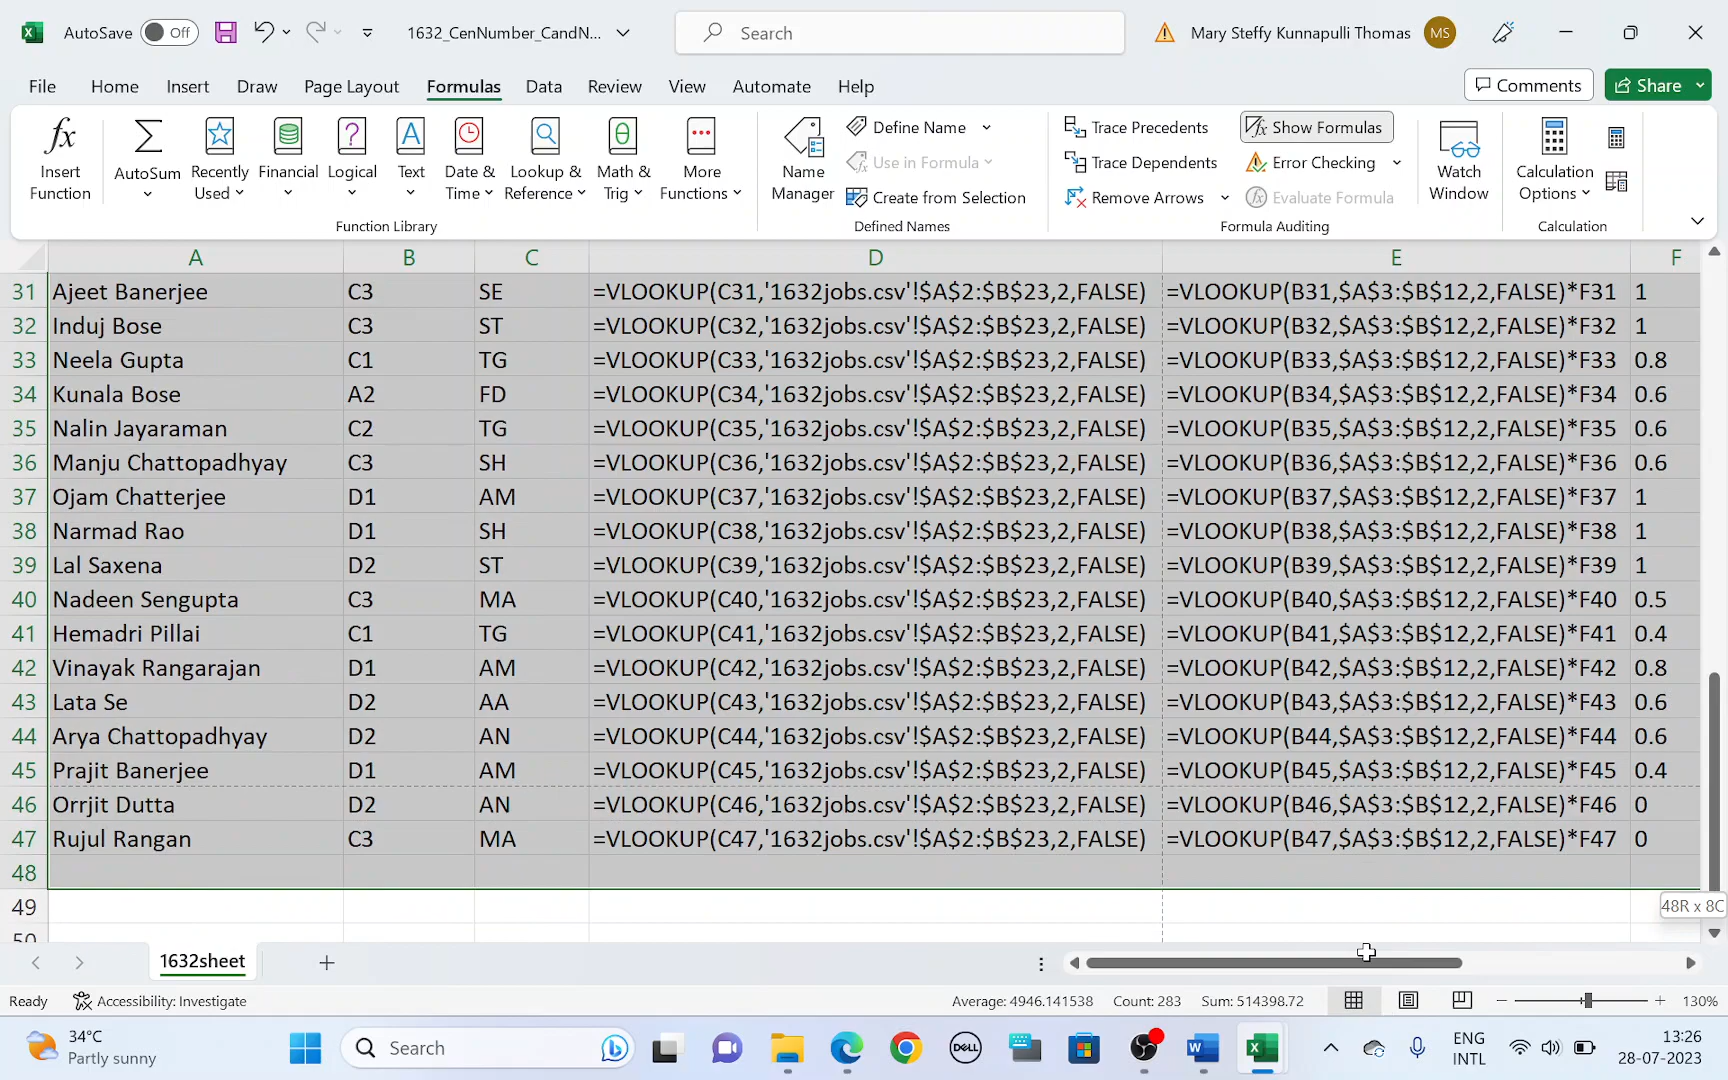 AutoSave Off 1632_CenNumber_CandN... Search Mary Steffy Kunnapulli Thomas MS
File Home Insert Draw Page Layout Formulas Data Review View Automate Help Comments Share
Insert Function
AutoSum
Recently Used
Financial
Logical
Text
Date & Time
Lookup & Reference
Math & Trig
More Functions
Function Library
Name Manager
Define Name
Use in Formula
Create from Selection
Defined Names
Trace Precedents
Trace Dependents
Remove Arrows
Show Formulas
Error Checking
Evaluate Formula
Formula Auditing
Watch Window
Calculation Options
Calculation
A B C D E F
31 Ajeet Banerjee C3 SE =VLOOKUP(C31,'1632jobs.csv'!$A$2:$B$23,2,FALSE) =VLOOKUP(B31,$A$3:$B$12,2,FALSE)*F31 1
32 Induj Bose C3 ST =VLOOKUP(C32,'1632jobs.csv'!$A$2:$B$23,2,FALSE) =VLOOKUP(B32,$A$3:$B$12,2,FALSE)*F32 1
33 Neela Gupta C1 TG =VLOOKUP(C33,'1632jobs.csv'!$A$2:$B$23,2,FALSE) =VLOOKUP(B33,$A$3:$B$12,2,FALSE)*F33 0.8
34 Kunala Bose A2 FD =VLOOKUP(C34,'1632jobs.csv'!$A$2:$B$23,2,FALSE) =VLOOKUP(B34,$A$3:$B$12,2,FALSE)*F34 0.6
35 Nalin Jayaraman C2 TG =VLOOKUP(C35,'1632jobs.csv'!$A$2:$B$23,2,FALSE) =VLOOKUP(B35,$A$3:$B$12,2,FALSE)*F35 0.6
36 Manju Chattopadhyay C3 SH =VLOOKUP(C36,'1632jobs.csv'!$A$2:$B$23,2,FALSE) =VLOOKUP(B36,$A$3:$B$12,2,FALSE)*F36 0.6
37 Ojam Chatterjee D1 AM =VLOOKUP(C37,'1632jobs.csv'!$A$2:$B$23,2,FALSE) =VLOOKUP(B37,$A$3:$B$12,2,FALSE)*F37 1
38 Narmad Rao D1 SH =VLOOKUP(C38,'1632jobs.csv'!$A$2:$B$23,2,FALSE) =VLOOKUP(B38,$A$3:$B$12,2,FALSE)*F38 1
39 Lal Saxena D2 ST =VLOOKUP(C39,'1632jobs.csv'!$A$2:$B$23,2,FALSE) =VLOOKUP(B39,$A$3:$B$12,2,FALSE)*F39 1
40 Nadeen Sengupta C3 MA =VLOOKUP(C40,'1632jobs.csv'!$A$2:$B$23,2,FALSE) =VLOOKUP(B40,$A$3:$B$12,2,FALSE)*F40 0.5
41 Hemadri Pillai C1 TG =VLOOKUP(C41,'1632jobs.csv'!$A$2:$B$23,2,FALSE) =VLOOKUP(B41,$A$3:$B$12,2,FALSE)*F41 0.4
42 Vinayak Rangarajan D1 AM =VLOOKUP(C42,'1632jobs.csv'!$A$2:$B$23,2,FALSE) =VLOOKUP(B42,$A$3:$B$12,2,FALSE)*F42 0.8
43 Lata Se D2 AA =VLOOKUP(C43,'1632jobs.csv'!$A$2:$B$23,2,FALSE) =VLOOKUP(B43,$A$3:$B$12,2,FALSE)*F43 0.6
44 Arya Chattopadhyay D2 AN =VLOOKUP(C44,'1632jobs.csv'!$A$2:$B$23,2,FALSE) =VLOOKUP(B44,$A$3:$B$12,2,FALSE)*F44 0.6
45 Prajit Banerjee D1 AM =VLOOKUP(C45,'1632jobs.csv'!$A$2:$B$23,2,FALSE) =VLOOKUP(B45,$A$3:$B$12,2,FALSE)*F45 0.4
46 Orrjit Dutta D2 AN =VLOOKUP(C46,'1632jobs.csv'!$A$2:$B$23,2,FALSE) =VLOOKUP(B46,$A$3:$B$12,2,FALSE)*F46 0
47 Rujul Rangan C3 MA =VLOOKUP(C47,'1632jobs.csv'!$A$2:$B$23,2,FALSE) =VLOOKUP(B47,$A$3:$B$12,2,FALSE)*F47 0
48
49 48R x 8C
50
1632sheet
Ready Accessibility: Investigate Average: 4946.141538 Count: 283 Sum: 514398.72 130%
34°C
Partly sunny
Search
DELL
ENG
INTL
13:26
28-07-2023